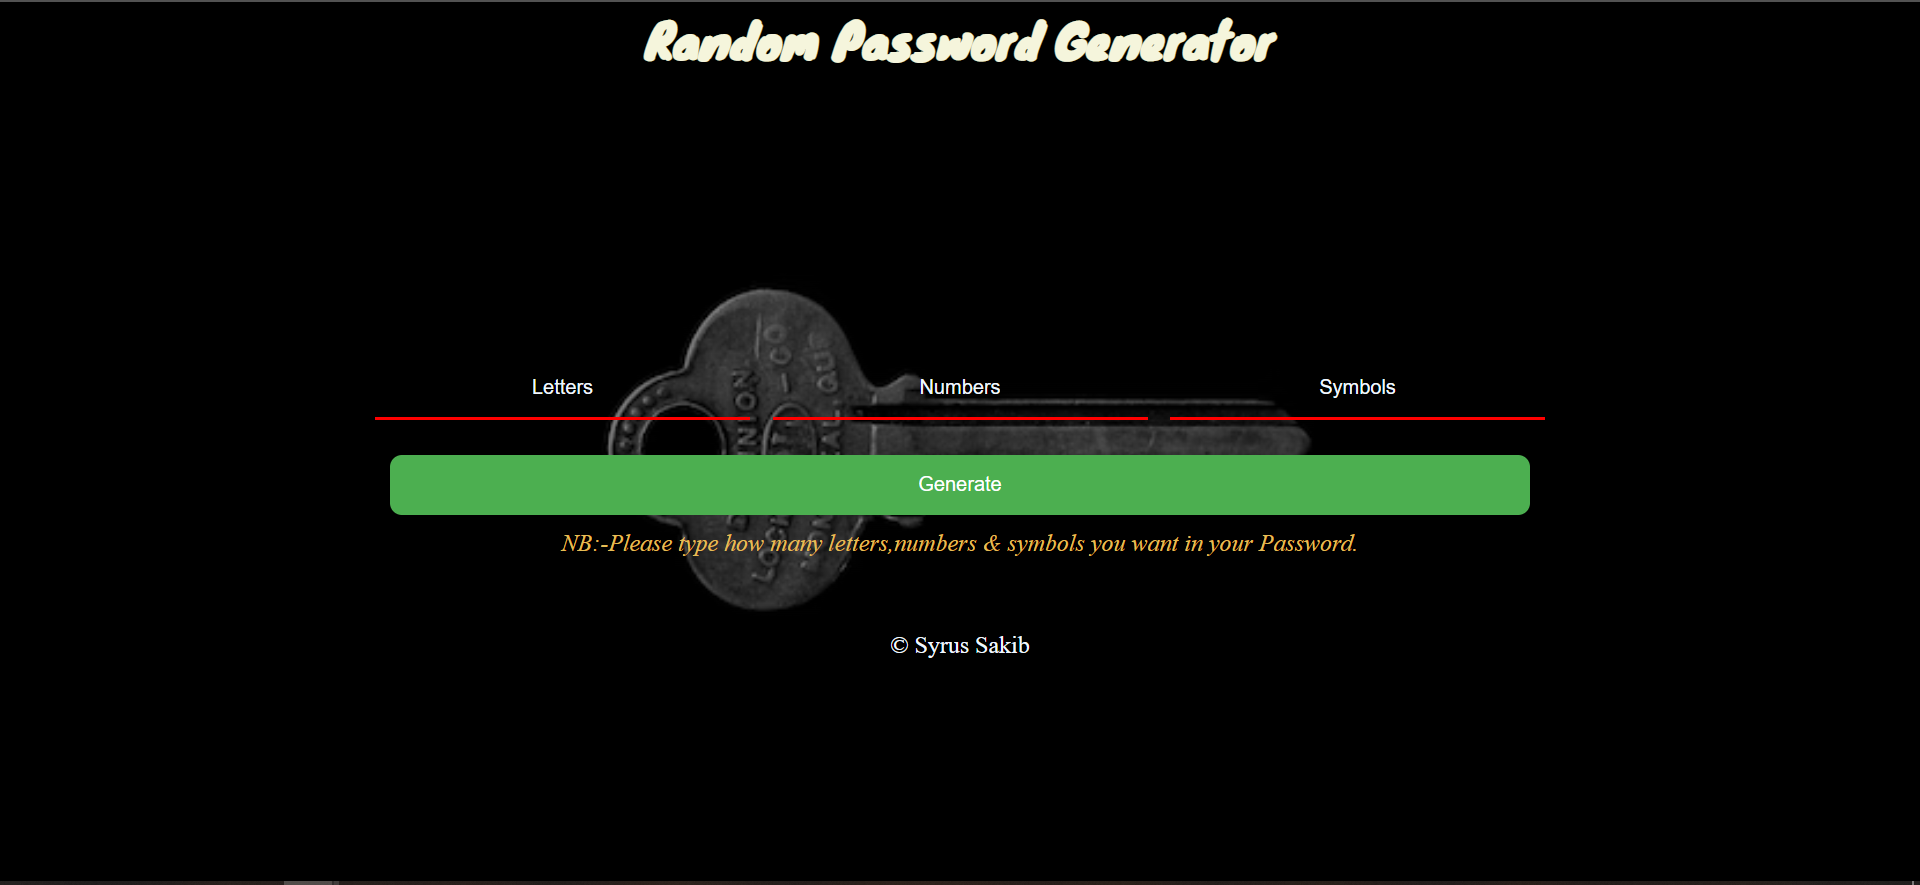 Random Password Generator
Letters
Numbers
Symbols
Generate
NB:-Please type how many letters,numbers & symbols you want in your Password.
© Syrus Sakib